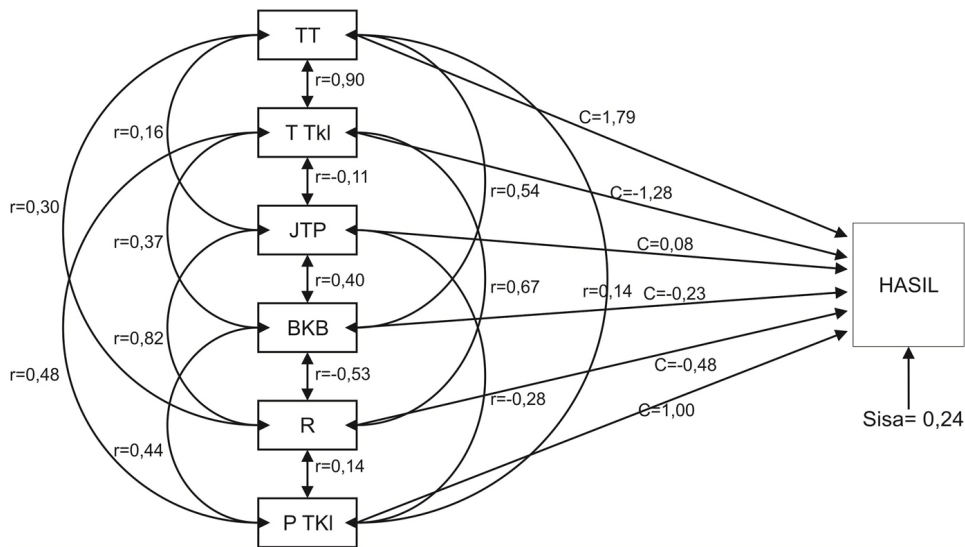 TT
r=0,90
C=1,79
T Tkl
r=0,16
r=-0,11
r=0,54
C=-1,28
r=0,30
JTP
r=0,37
C=0,08
r=0,40
r=0,67
r=0,14
C=-0,23
HASIL
BKB
r=0,82
r=0,48
r=-0,53
C=-0,48
r=-0,28
C=1,00
Sisa= 0,24
R
r=0,44
r=0,14
P TKl